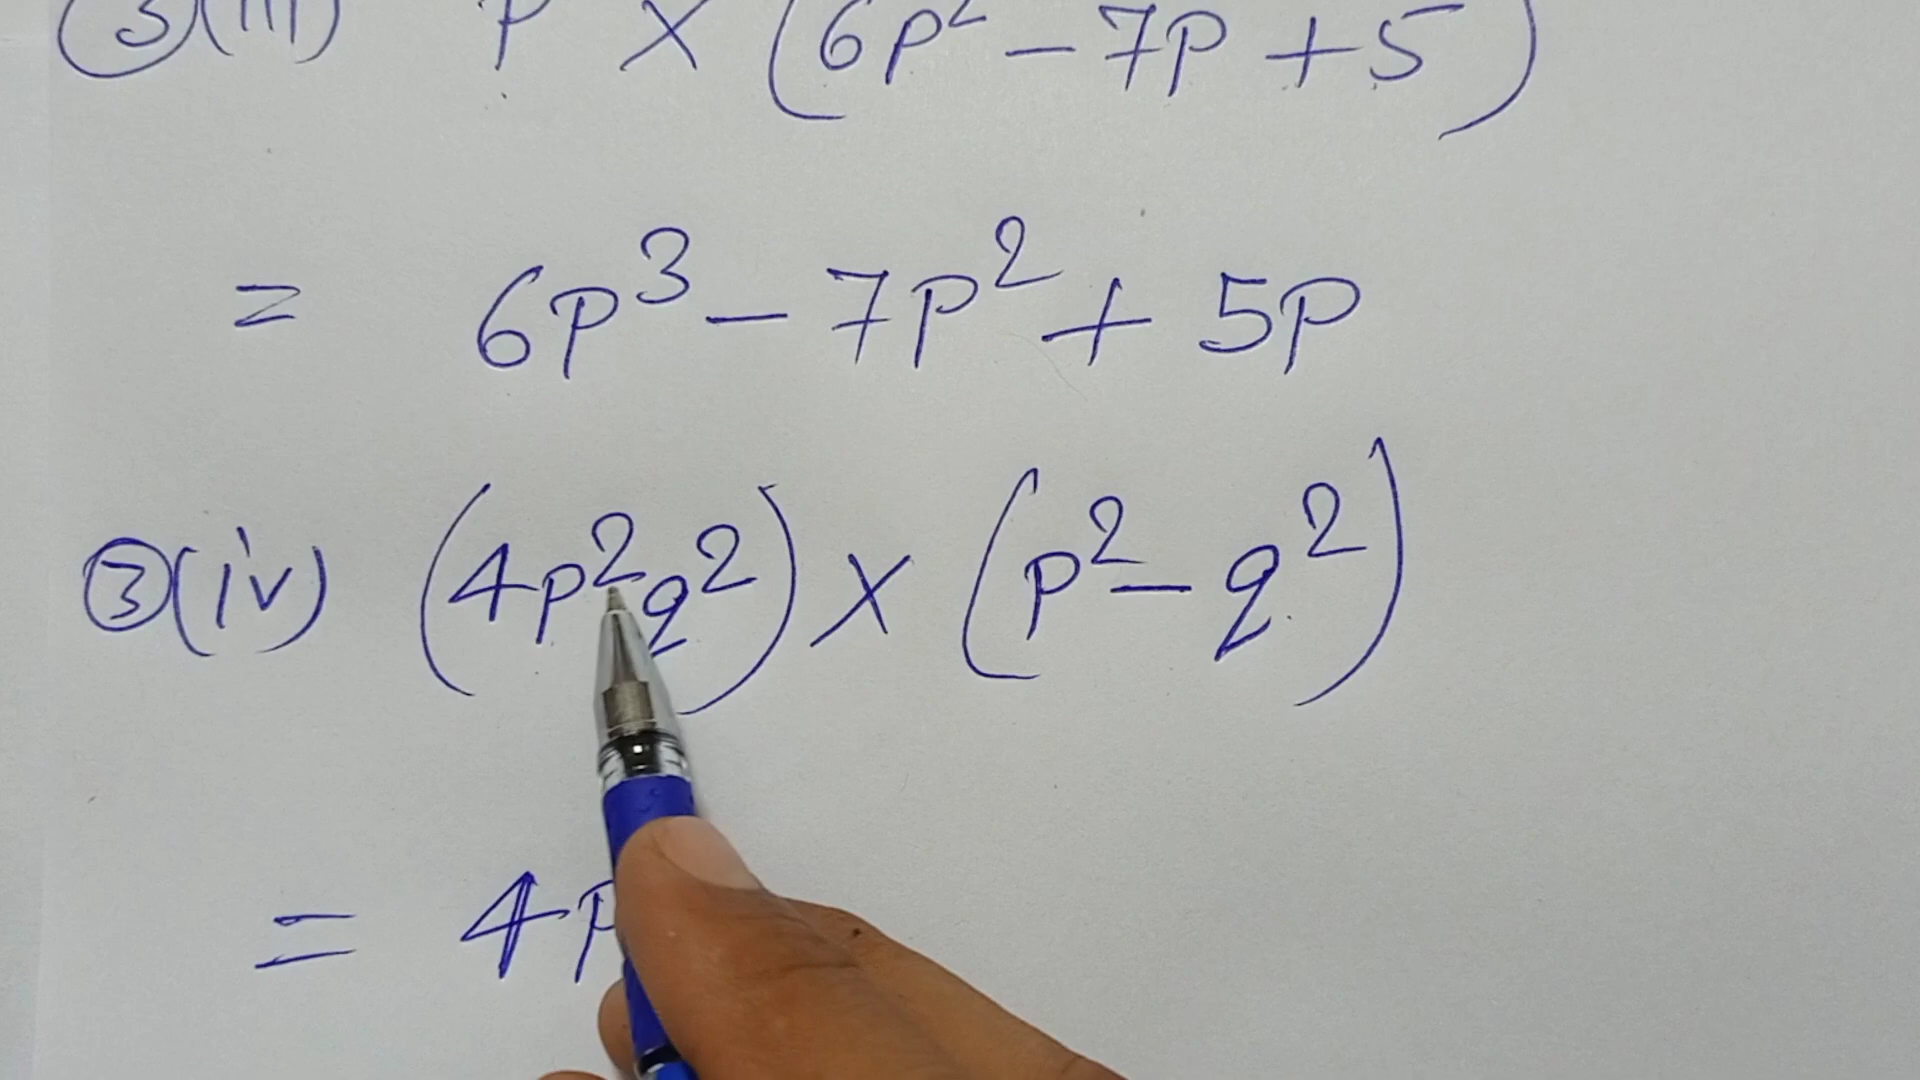 ③(iii) P × (6p² - 7p + 5)
= 6p³ - 7p² + 5p
③(iv) (4p²q²) × (p² - q²)
= 4p